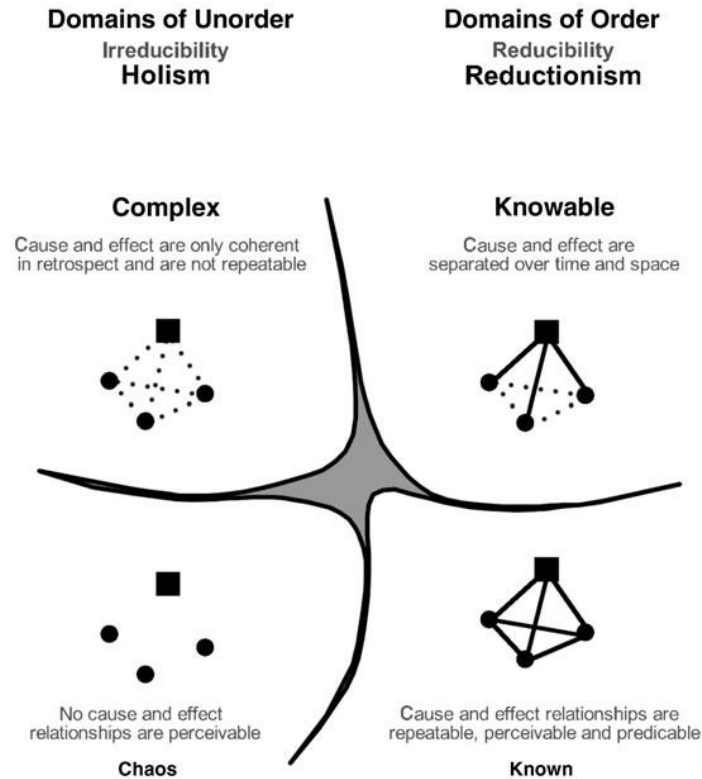 Domains of Unorder
Irreducibility
Holism
Domains of Order
Reducibility
Reductionism
Complex
Cause and effect are only coherent
in retrospect and are not repeatable
Knowable
Cause and effect are
separated over time and space
No cause and effect
relationships are perceivable
Chaos
Cause and effect relationships are
repeatable, perceivable and predicable
Known